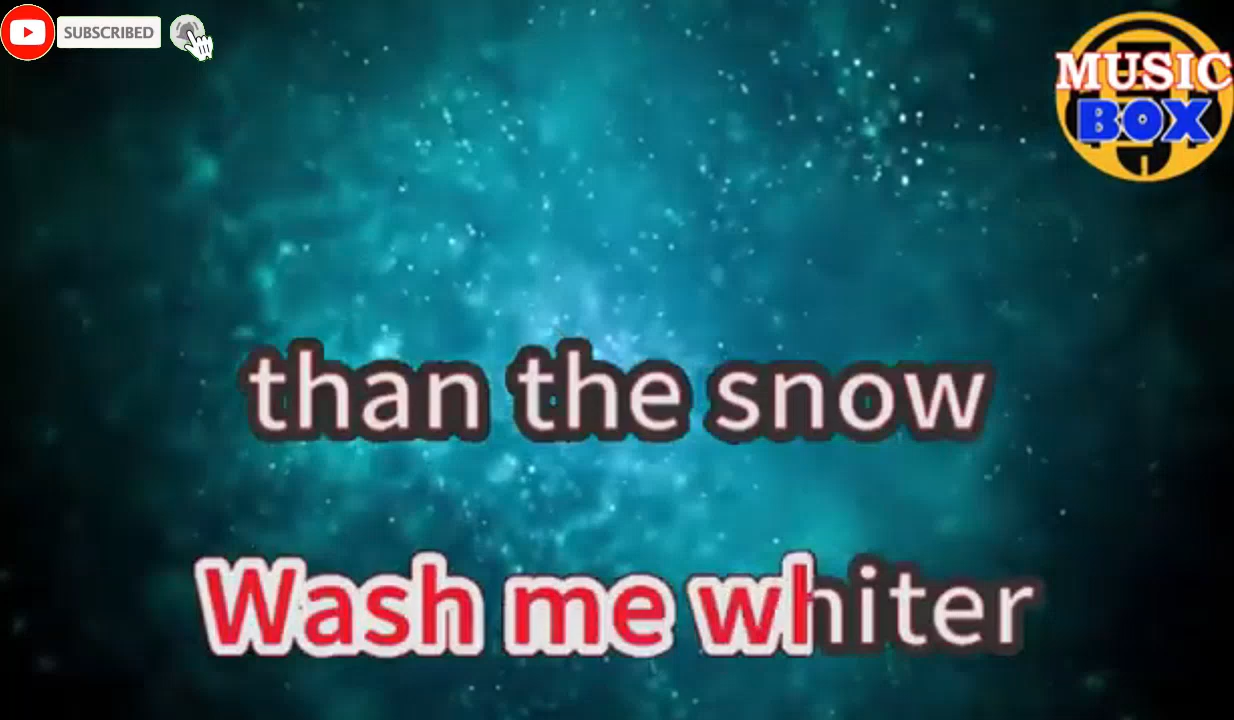 SUBSCRIBED
MUSIC
BOX
than the snow
Wash me whiter